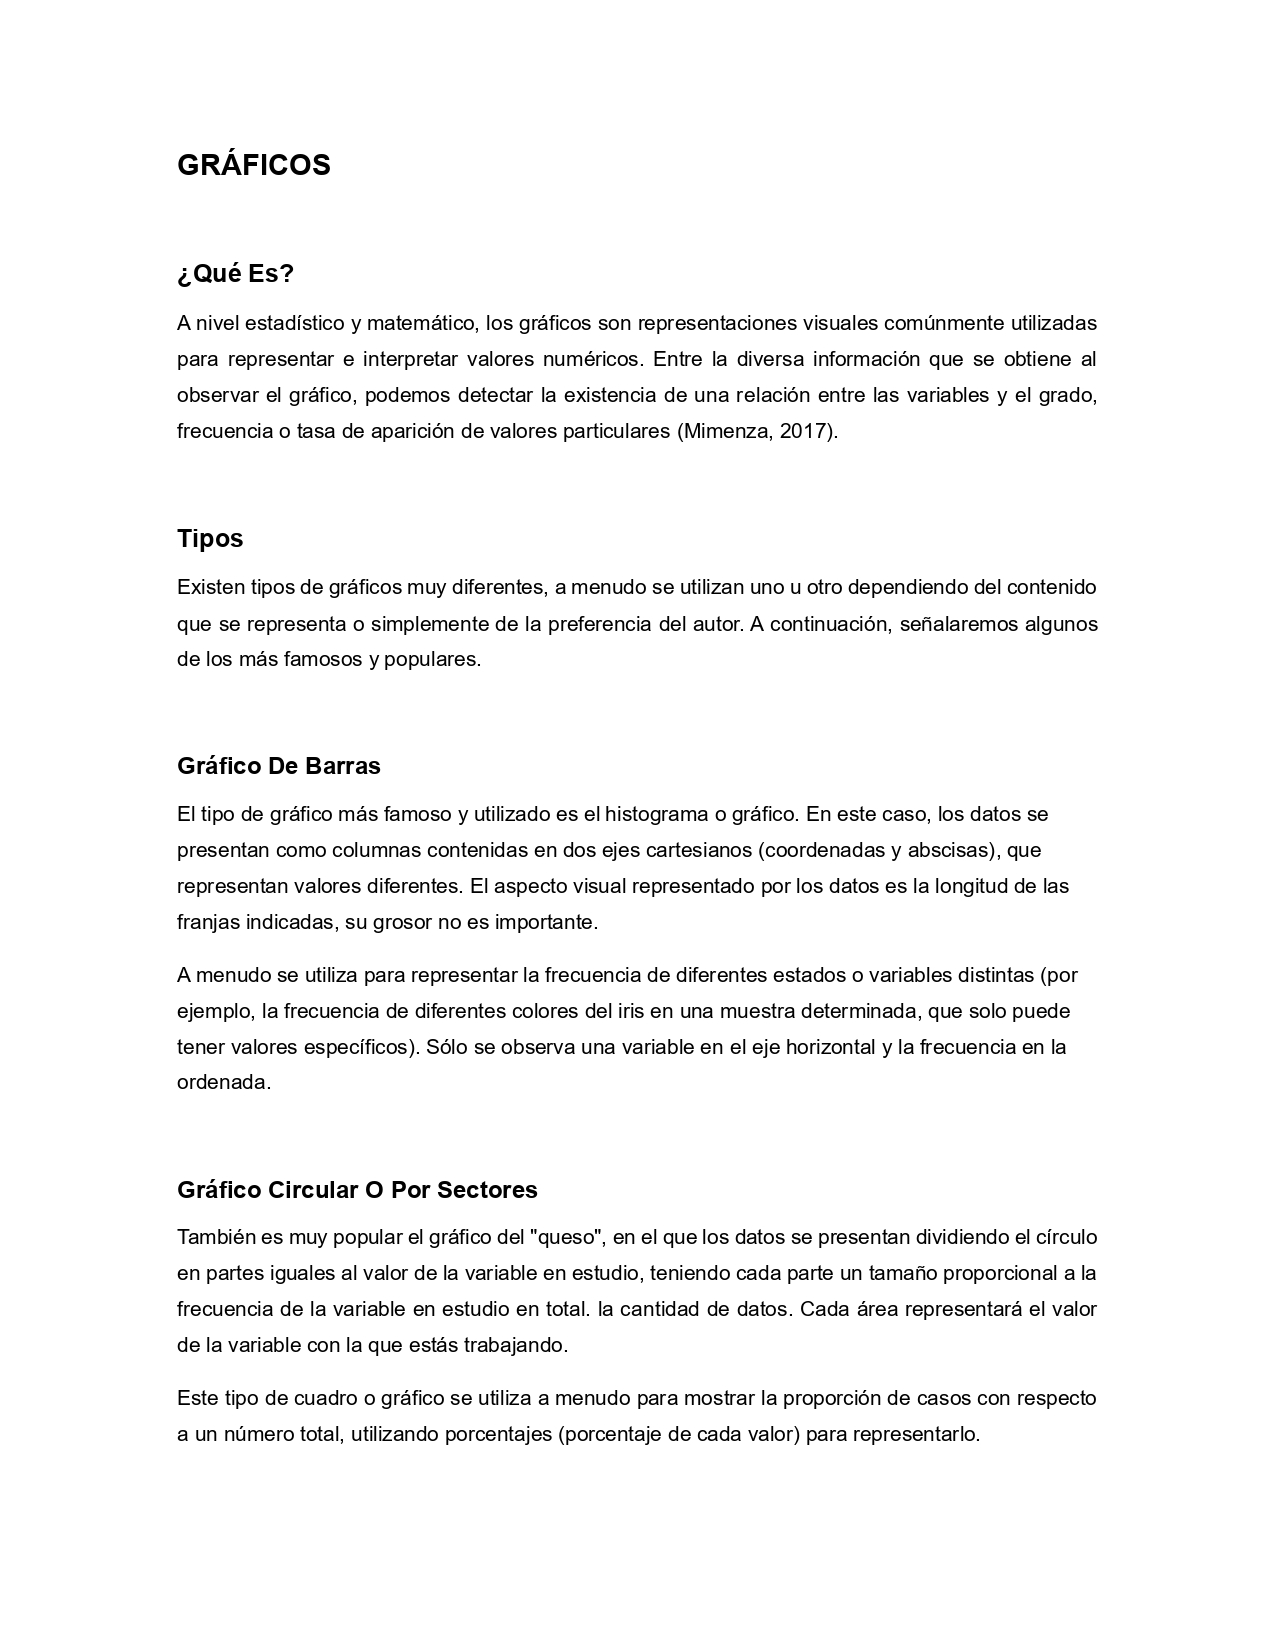 GRÁFICOS
¿Qué Es?
A nivel estadístico y matemático, los gráficos son representaciones visuales comúnmente utilizadas
para representar e interpretar valores numéricos. Entre la diversa información que se obtiene al
observar el gráfico, podemos detectar la existencia de una relación entre las variables y el grado,
frecuencia o tasa de aparición de valores particulares (Mimenza, 2017).
Tipos
Existen tipos de gráficos muy diferentes, a menudo se utilizan uno u otro dependiendo del contenido
que se representa o simplemente de la preferencia del autor. A continuación, señalaremos algunos
de los más famosos y populares.
Gráfico De Barras
El tipo de gráfico más famoso y utilizado es el histograma o gráfico. En este caso, los datos se
presentan como columnas contenidas en dos ejes cartesianos (coordenadas y abscisas), que
representan valores diferentes. El aspecto visual representado por los datos es la longitud de las
franjas indicadas, su grosor no es importante.
A menudo se utiliza para representar la frecuencia de diferentes estados o variables distintas (por
ejemplo, la frecuencia de diferentes colores del iris en una muestra determinada, que solo puede
tener valores específicos). Sólo se observa una variable en el eje horizontal y la frecuencia en la
ordenada.
Gráfico Circular O Por Sectores
También es muy popular el gráfico del "queso", en el que los datos se presentan dividiendo el círculo
en partes iguales al valor de la variable en estudio, teniendo cada parte un tamaño proporcional a la
frecuencia de la variable en estudio en total. la cantidad de datos. Cada área representará el valor
de la variable con la que estás trabajando.
Este tipo de cuadro o gráfico se utiliza a menudo para mostrar la proporción de casos con respecto
a un número total, utilizando porcentajes (porcentaje de cada valor) para representarlo.